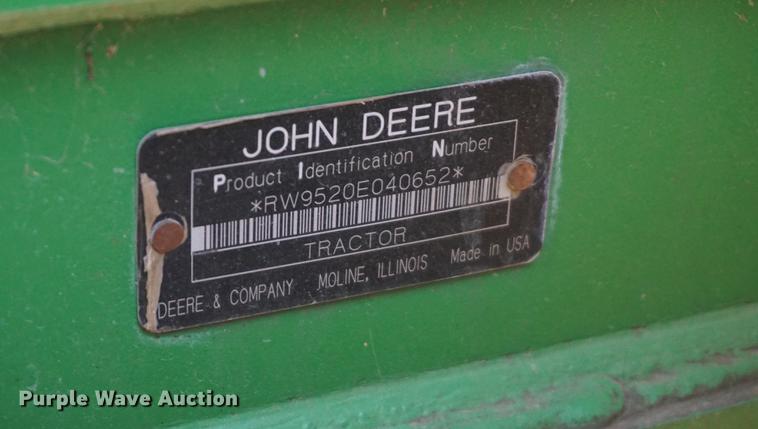 JOHN DEERE
Product Identification Number
*RW9520E040652*
TRACTOR
DEERE & COMPANY MOLINE, ILLINOIS Made in USA
Purple Wave Auction